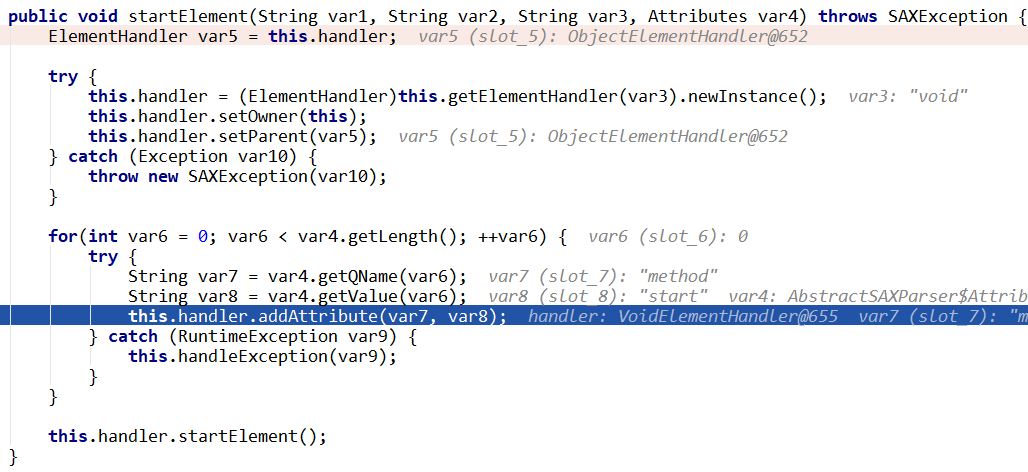 public void startElement(String var1, String var2, String var3, Attributes var4) throws SAXException {
    ElementHandler var5 = this.handler;  var5 (slot_5): ObjectElementHandler@652
    try {
        this.handler = (ElementHandler)this.getElementHandler(var3).newInstance();  var3: "void"
        this.handler.setOwner(this);
        this.handler.setParent(var5);  var5 (slot_5): ObjectElementHandler@652
    } catch (Exception var10) {
        throw new SAXException(var10);
    }
    for(int var6 = 0; var6 < var4.getLength(); ++var6) {  var6 (slot_6): 0
        try {
            String var7 = var4.getQName(var6);  var7 (slot_7): "method"
            String var8 = var4.getValue(var6);  var8 (slot_8): "start"  var4: AbstractSAXParser$Attrib
            this.handler.addAttribute(var7, var8);  handler: VoidElementHandler@655  var7 (slot_7): "m
        } catch (RuntimeException var9) {
            this.handleException(var9);
        }
    }
    this.handler.startElement();
}